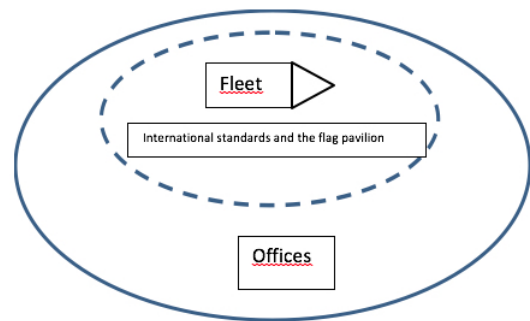 Fleet
International standards and the flag pavilion
Offices